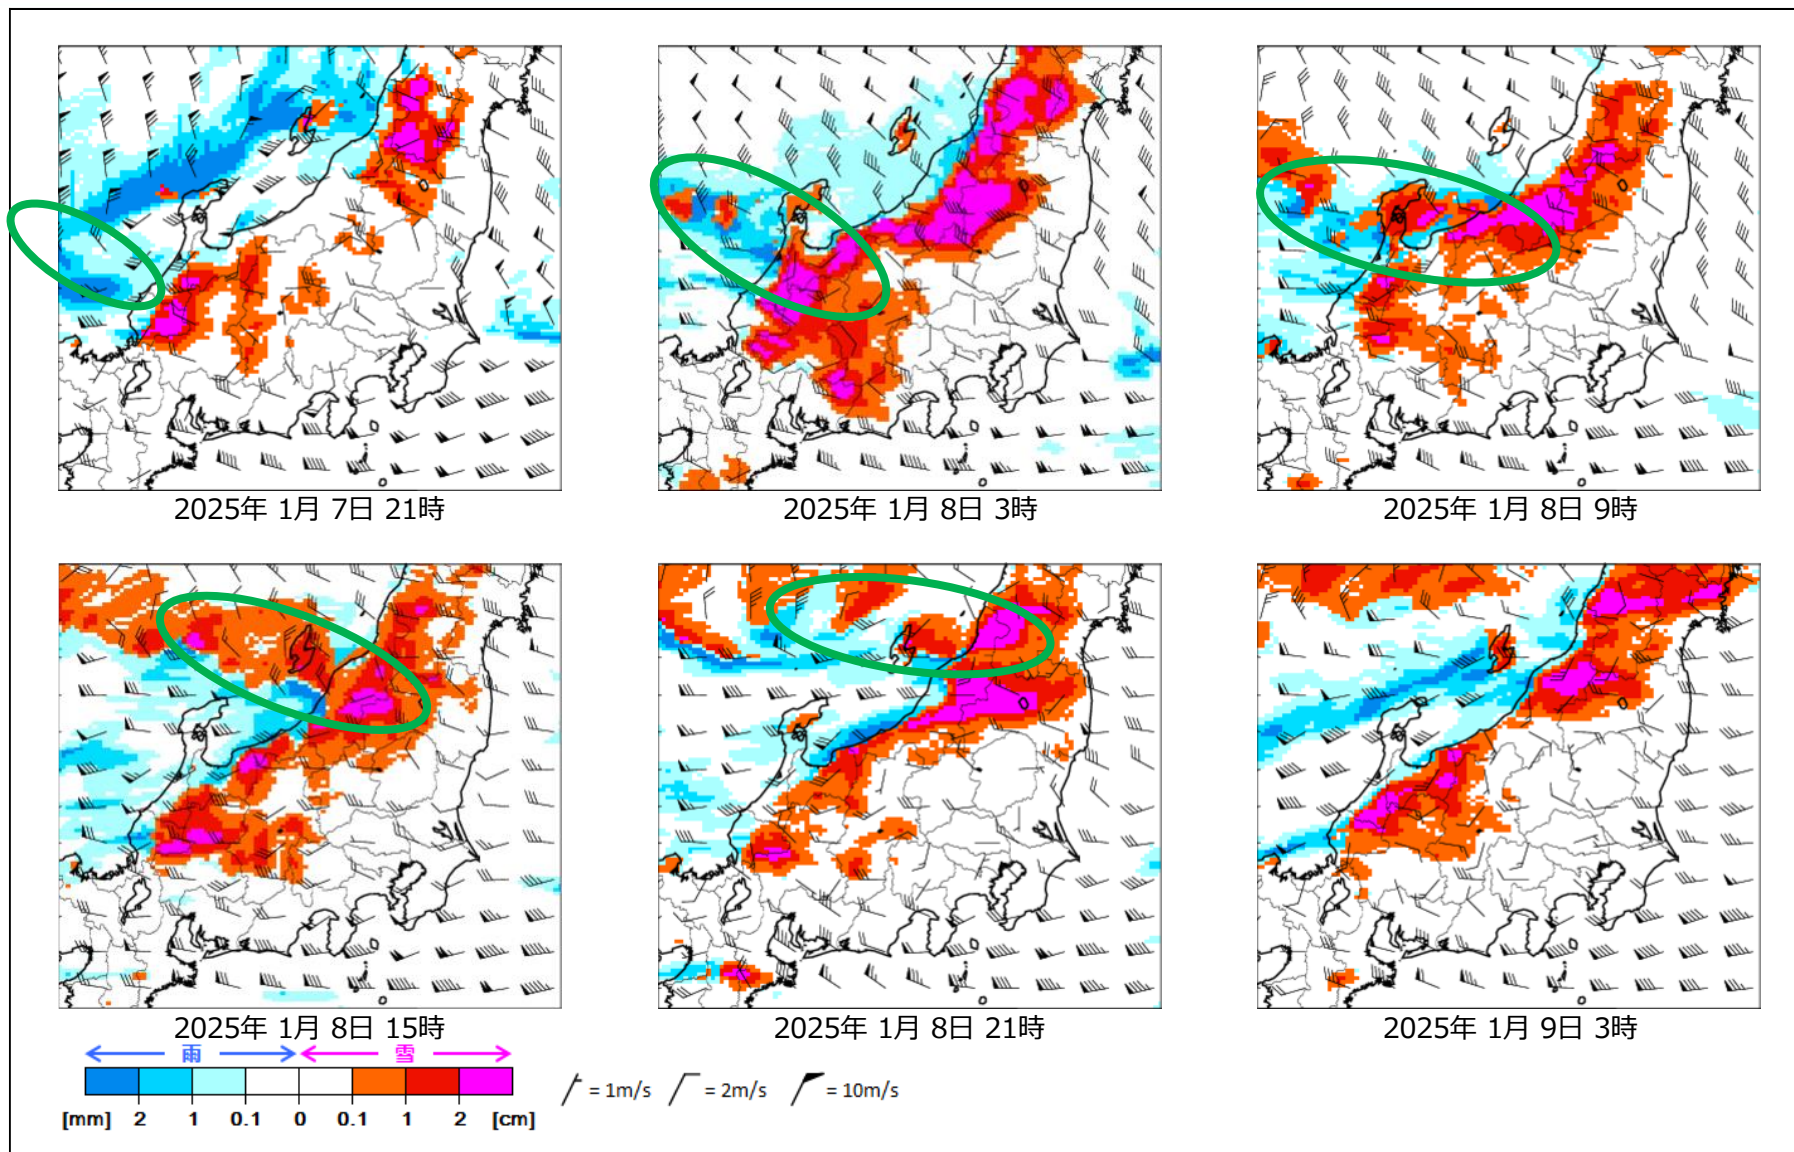 2025年 1月 7日 21時
2025年 1月 8日 3時
2025年 1月 8日 9時
2025年 1月 8日 15時
2025年 1月 8日 21時
2025年 1月 9日 3時
雨 雪
[mm] 2 1 0.1 0 0.1 1 2 [cm]
= 1m/s = 2m/s = 10m/s